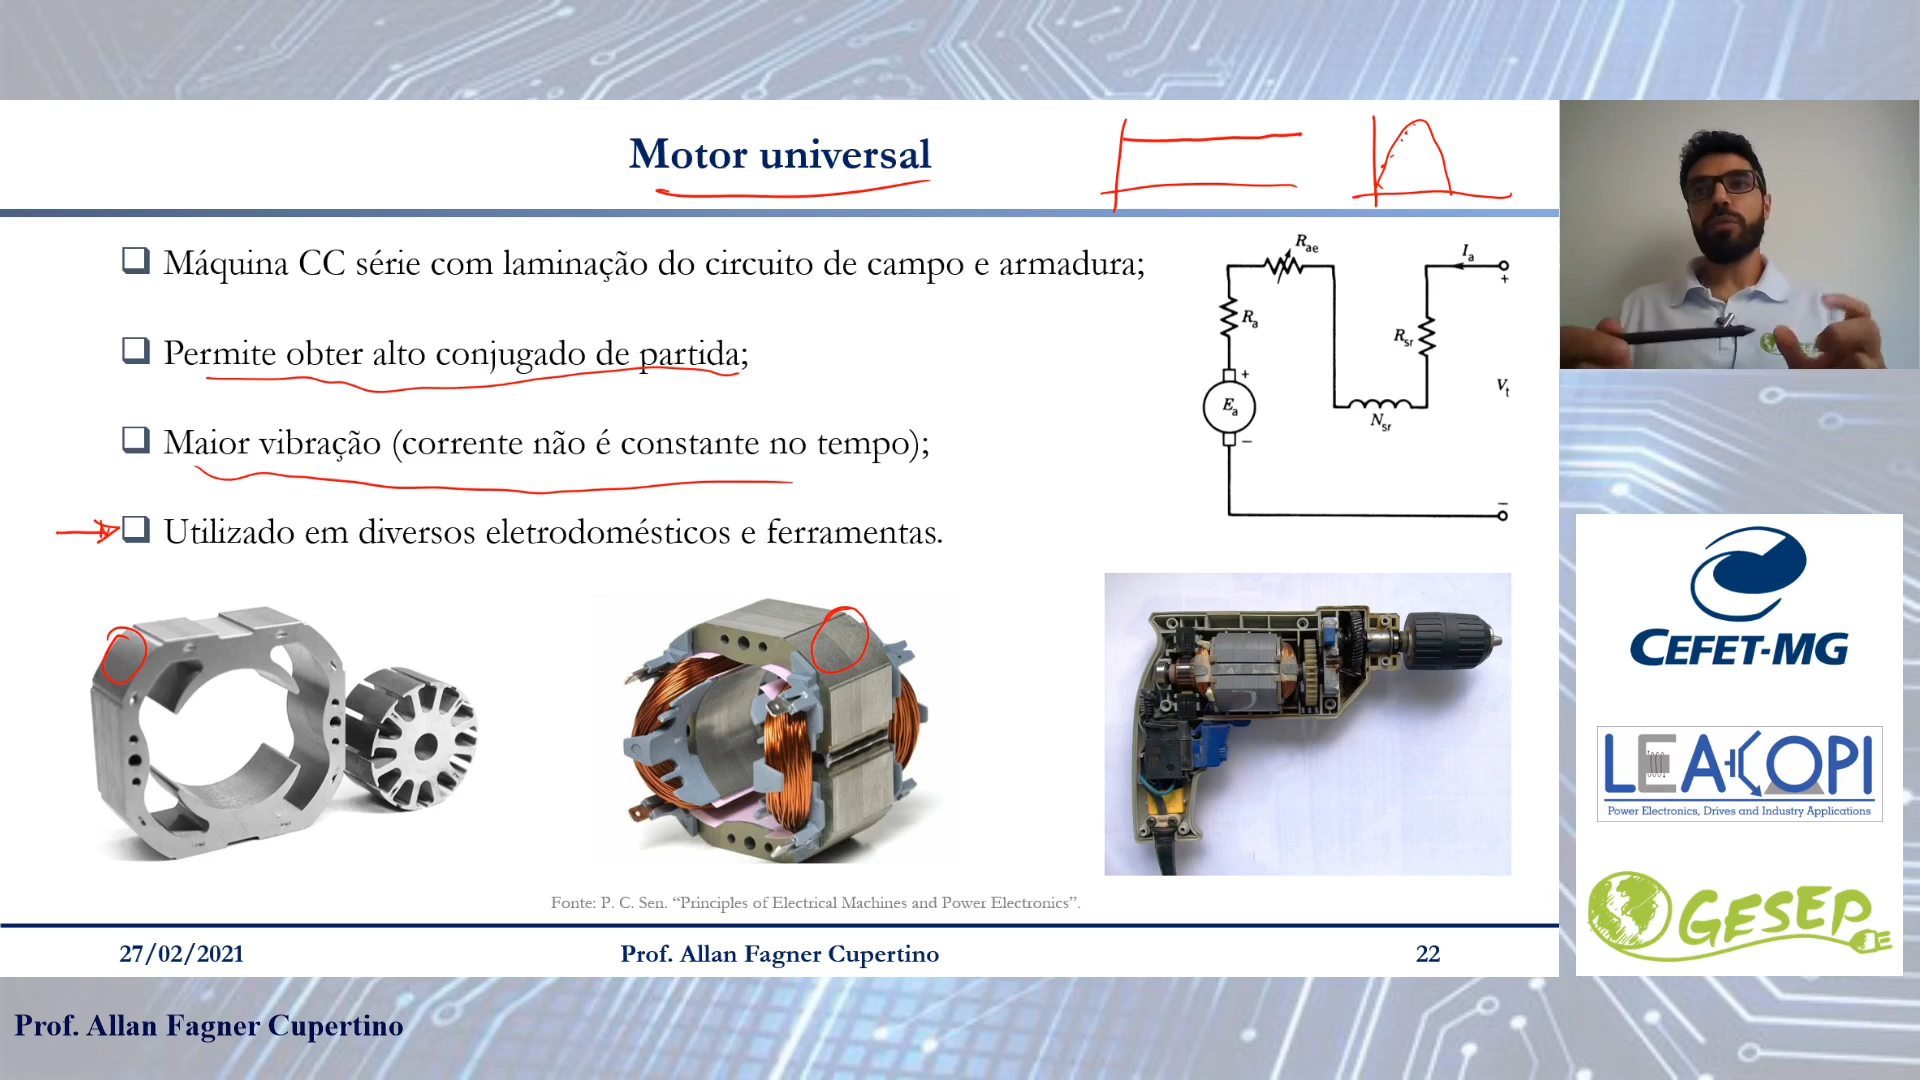 Motor universal
Máquina CC série com laminação do circuito de campo e armadura;
Permite obter alto conjugado de partida;
Maior vibração (corrente não é constante no tempo);
Utilizado em diversos eletrodomésticos e ferramentas.
Rae
Ia
+
Ra
Rsr
+
Ea
Vt
Nsr
−
−
Fonte: P. C. Sen. “Principles of Electrical Machines and Power Electronics”.
27/02/2021
Prof. Allan Fagner Cupertino
22
CEFET-MG
LEACOPI
Power Electronics, Drives and Industry Applications
GESEP
Prof. Allan Fagner Cupertino